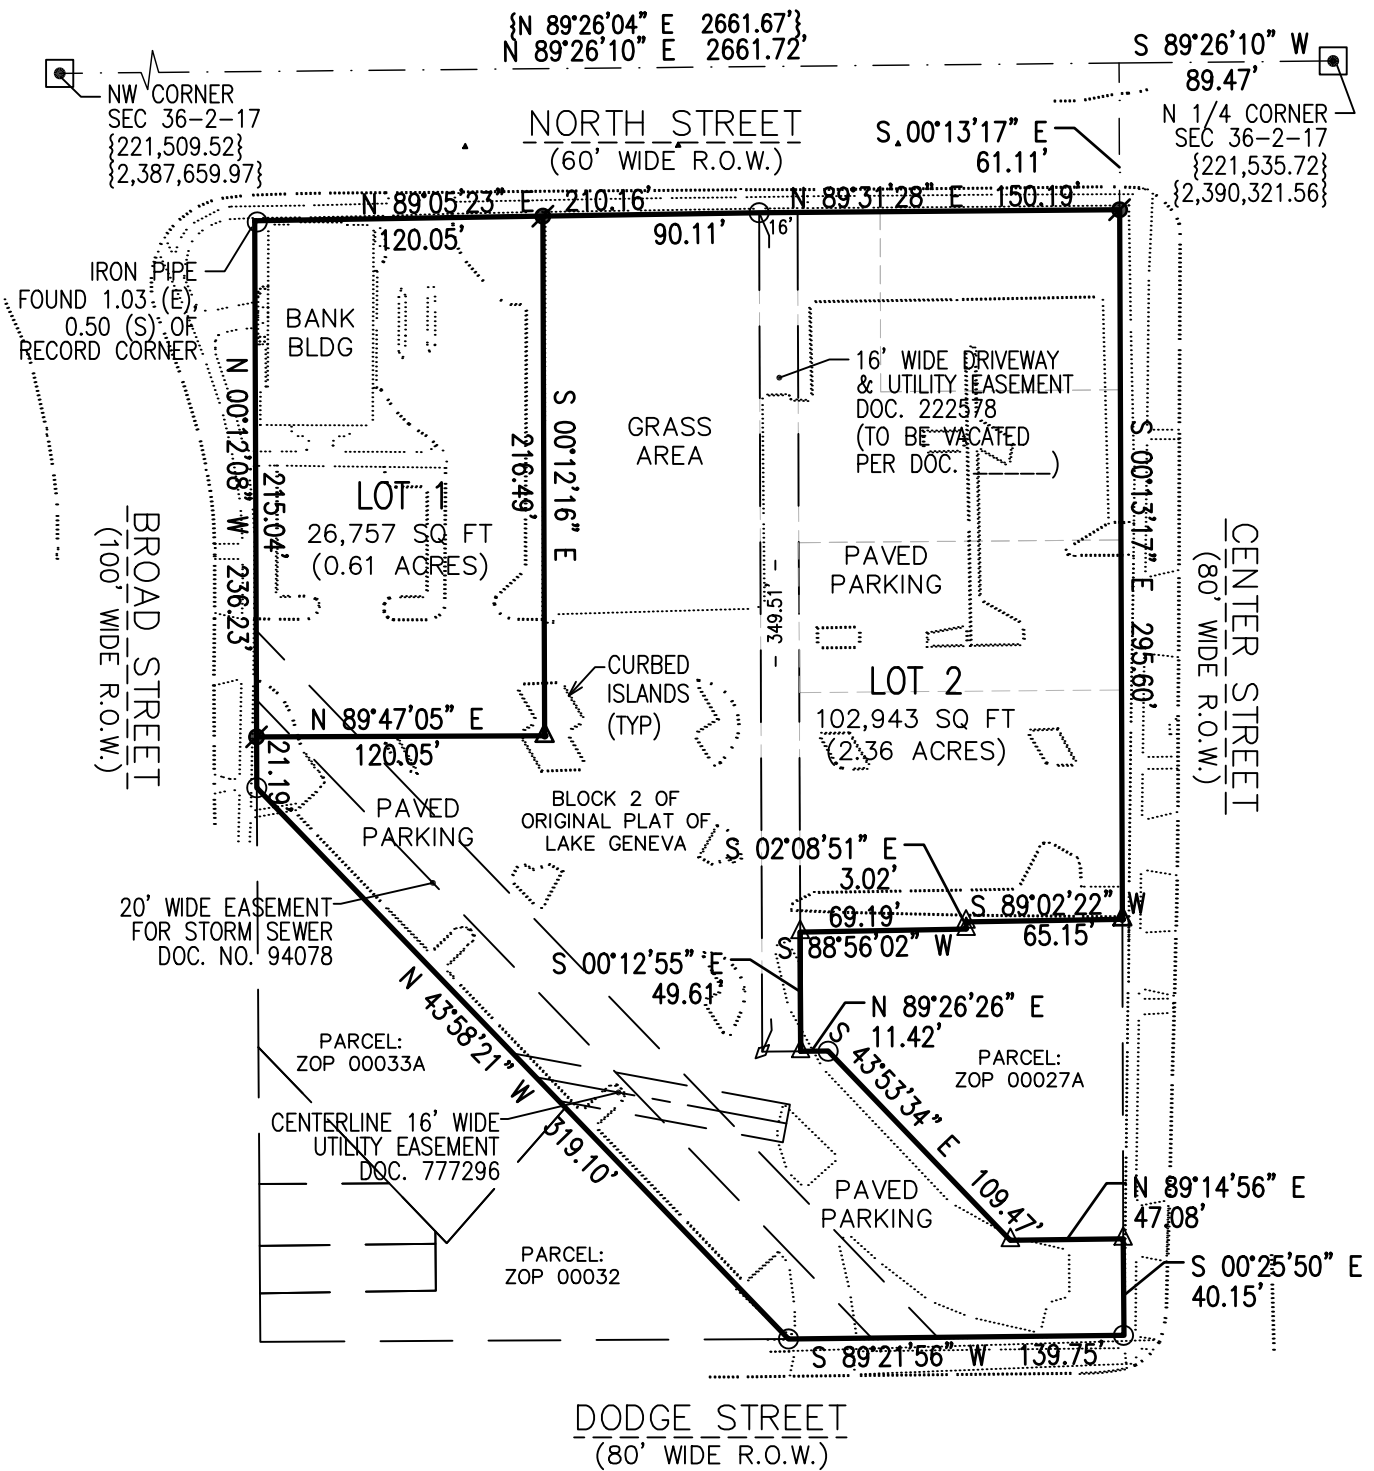 {N 89°26'04" E 2661.67'}
N 89°26'10" E 2661.72'
S 89°26'10" W
89.47'
NW CORNER
SEC 36-2-17
{221,509.52}
{2,387,659.97}
N 1/4 CORNER
SEC 36-2-17
{221,535.72}
{2,390,321.56}
NORTH STREET
(60' WIDE R.O.W.)
S 00°13'17" E
61.11'
N 89°05'23" E 210.16'
N 89°31'28" E 150.19'
120.05'
90.11'
16'
IRON PIPE
FOUND 1.03 (E),
0.50 (S) OF
RECORD CORNER
BANK
BLDG
N 00°12'08" W 236.23'
215.04'
S 00°12'16" E
216.49'
GRASS
AREA
16' WIDE DRIVEWAY
& UTILITY EASEMENT
DOC. 222578
(TO BE VACATED
PER DOC. ______)
S 00°13'17" E 295.60'
LOT 1
26,757 SQ FT
(0.61 ACRES)
PAVED
PARKING
BROAD STREET
(100' WIDE R.O.W.)
CENTER STREET
(80' WIDE R.O.W.)
- 349.51' -
CURBED
ISLANDS
(TYP)
LOT 2
102,943 SQ FT
(2.36 ACRES)
N 89°47'05" E
120.05'
21.19'
PAVED
PARKING
BLOCK 2 OF
ORIGINAL PLAT OF
LAKE GENEVA
S 02°08'51" E
3.02'
69.19'
S 88°56'02" W
S 89°02'22" W
65.15'
20' WIDE EASEMENT
FOR STORM SEWER
DOC. NO. 94078
S 00°12'55" E
49.61'
N 89°26'26" E
11.42'
N 43°58'21" W 319.10'
S 43°53'34" E 109.47'
PARCEL:
ZOP 00033A
PARCEL:
ZOP 00027A
CENTERLINE 16' WIDE
UTILITY EASEMENT
DOC. 777296
PAVED
PARKING
N 89°14'56" E
47.08'
PARCEL:
ZOP 00032
S 00°25'50" E
40.15'
S 89°21'56" W 139.75'
DODGE STREET
(80' WIDE R.O.W.)